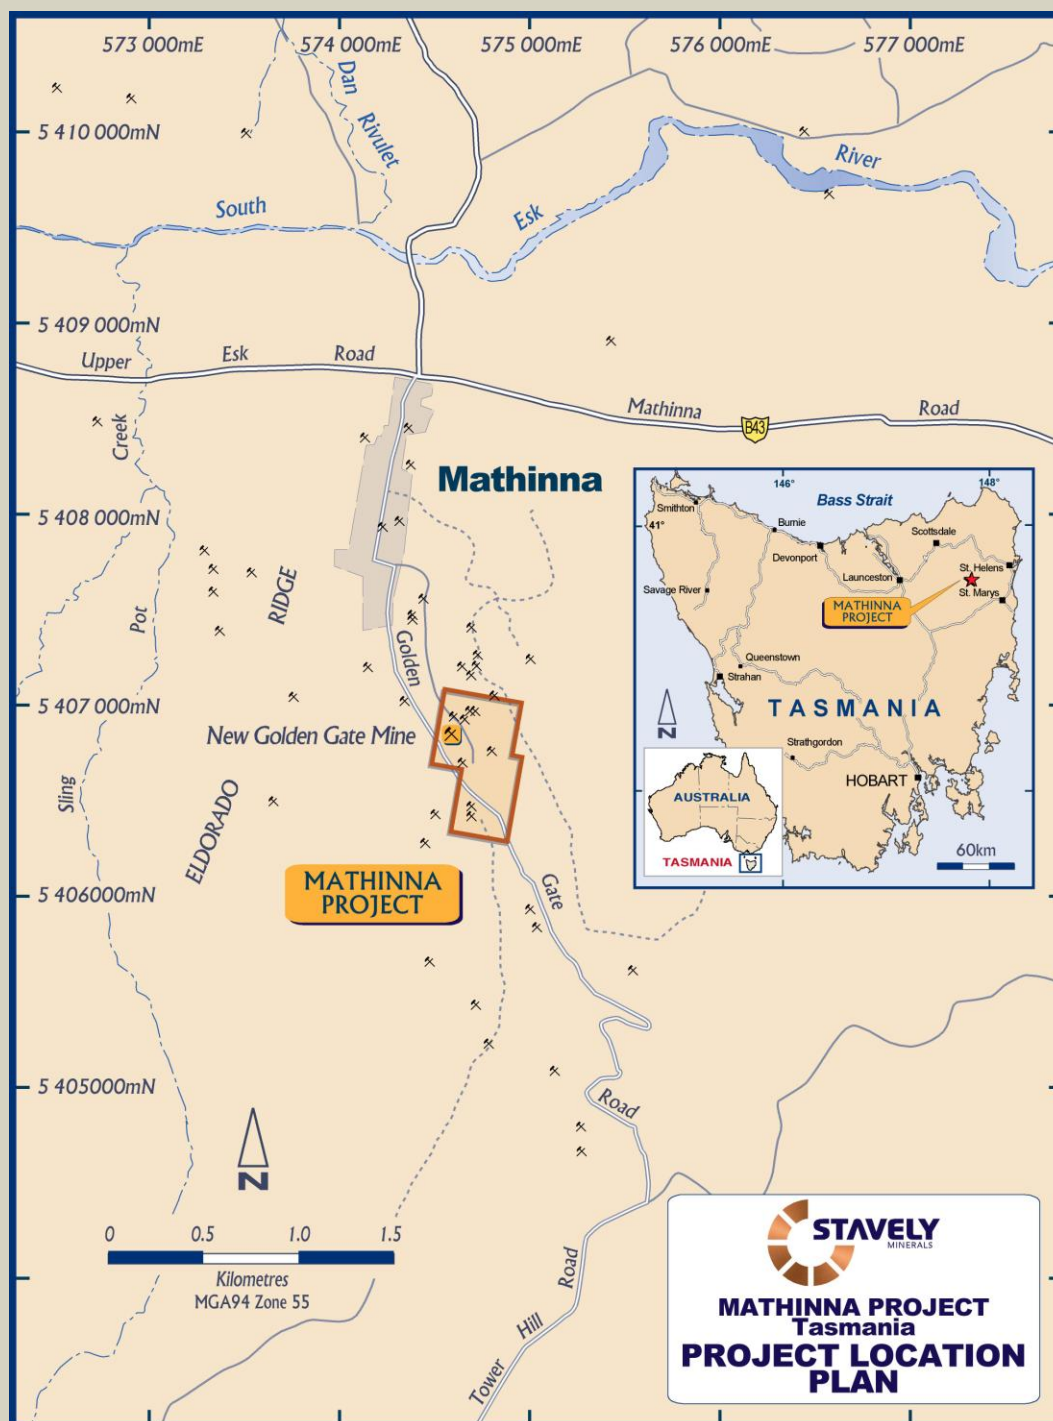 573 000mE
574 000mE
575 000mE
576 000mE
577 000mE
Dan
Rivulet
5 410 000mN
River
South
Esk
5 409 000mN
Upper
Esk
Road
Mathinna
Road
B43
Creek
Mathinna
5 408 000mN
Bass Strait
146°
148°
41°
Smithton
Burnie
Devonport
Scottsdale
Launceston
St. Helens
St. Marys
Savage River
MATHINNA
PROJECT
Queenstown
Strahan
TASMANIA
N
Strathgordon
HOBART
AUSTRALIA
TASMANIA
60km
RIDGE
Pot
Golden
5 407 000mN
New Golden Gate Mine
Sling
ELDORADO
MATHINNA
PROJECT
5 406000mN
Gate
5 405000mN
Road
N
0
0.5
1.0
1.5
Kilometres
MGA94 Zone 55
Road
Hill
Tower
STAVELY
MINERALS
MATHINNA PROJECT
Tasmania
PROJECT LOCATION
PLAN